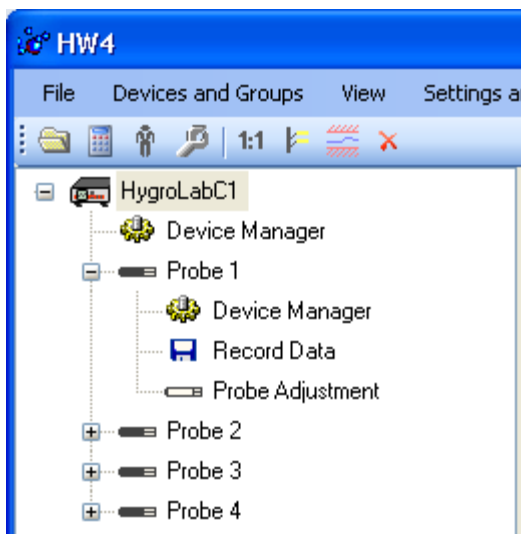 HW4
File Devices and Groups View Settings a
1:1
HygroLabC1
Device Manager
Probe 1
Device Manager
Record Data
Probe Adjustment
Probe 2
Probe 3
Probe 4